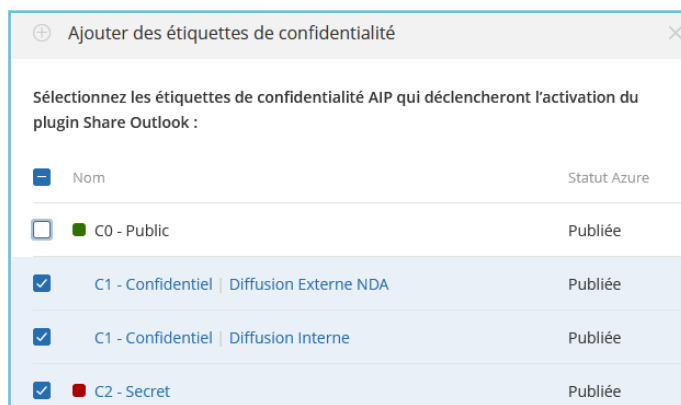 Ajouter des étiquettes de confidentialité
Sélectionnez les étiquettes de confidentialité AIP qui déclencheront l’activation du
plugin Share Outlook :
Nom Statut Azure
C0 - Public Publiée
C1 - Confidentiel | Diffusion Externe NDA Publiée
C1 - Confidentiel | Diffusion Interne Publiée
C2 - Secret Publiée